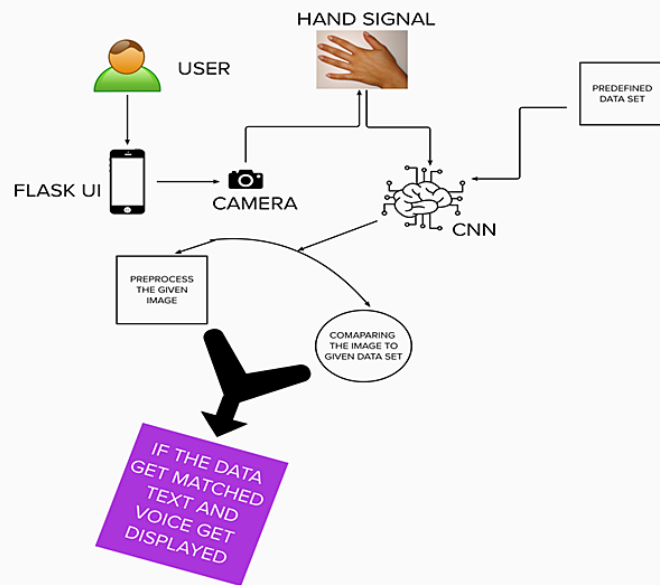 HAND SIGNAL
USER
PREDEFINED
DATA SET
FLASK UI
CAMERA
CNN
PREPROCESS
THE GIVEN
IMAGE
COMAPARING
THE IMAGE TO
GIVEN DATA SET
IF THE DATA
GET MATCHED
TEXT AND
VOICE GET
DISPLAYED